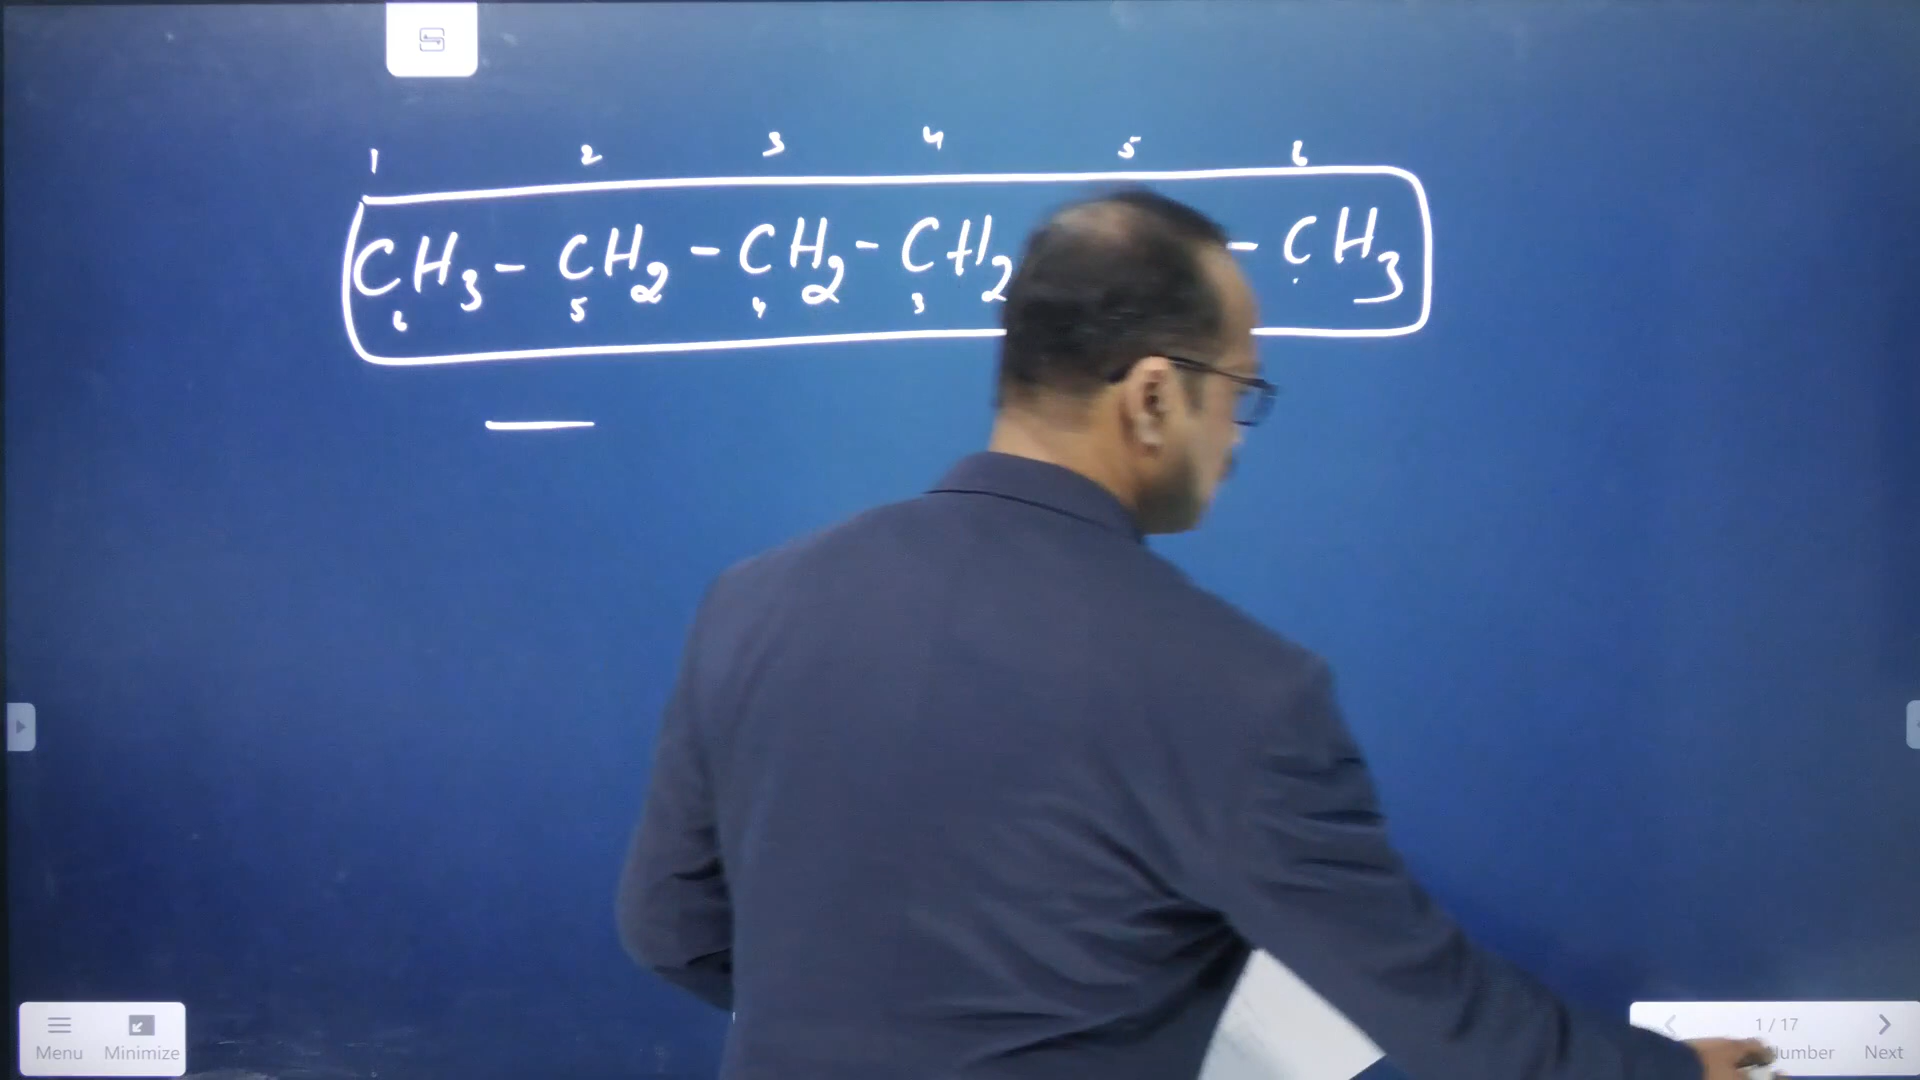 1 2 3 4 5 6
CH3 - CH2 - CH2 - CH2 - CH3
6 5 4 3
1 / 17
Menu Minimize Next